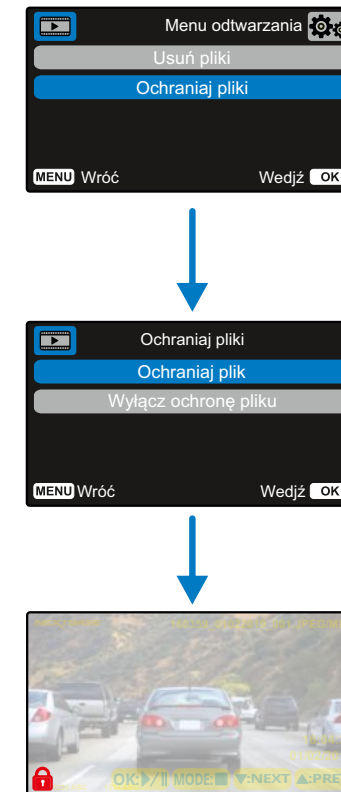 Menu odtwarzania
Usuń pliki
Ochraniaj pliki
MENU Wróć Wedjź OK
Ochraniaj pliki
Ochraniaj plik
Wyłącz ochronę pliku
MENU Wróć Wedjź OK
OK: / MODE: :NEXT :PRE